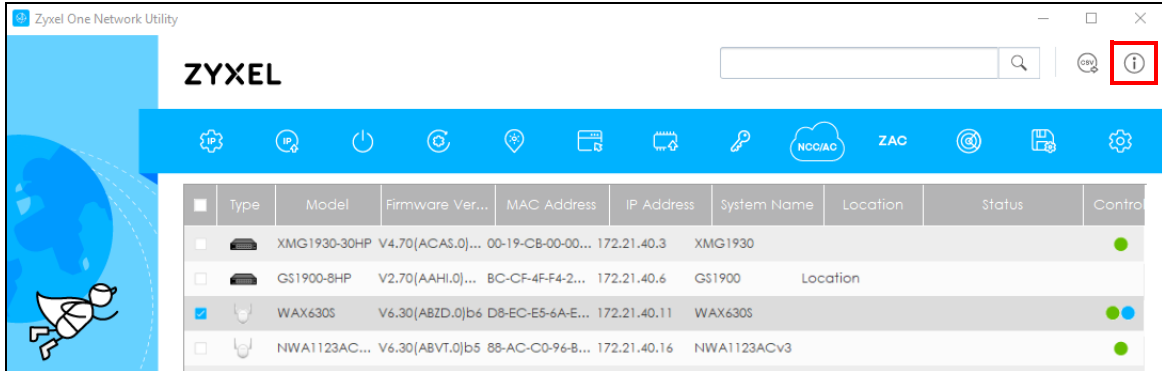 Zyxel One Network Utility
ZYXEL
CSV
IP IP NCC/AC ZAC
Type Model Firmware Ver... MAC Address IP Address System Name Location Status Control
XMG1930-30HP V4.70(ACAS.0)... 00-19-CB-00-00... 172.21.40.3 XMG1930
GS1900-8HP V2.70(AAHI.0)... BC-CF-4F-F4-2... 172.21.40.6 GS1900 Location
WAX630S V6.30(ABZD.0)b6 D8-EC-E5-6A-E... 172.21.40.11 WAX630S
NWA1123AC... V6.30(ABVT.0)b5 88-AC-C0-96-B... 172.21.40.16 NWA1123ACv3